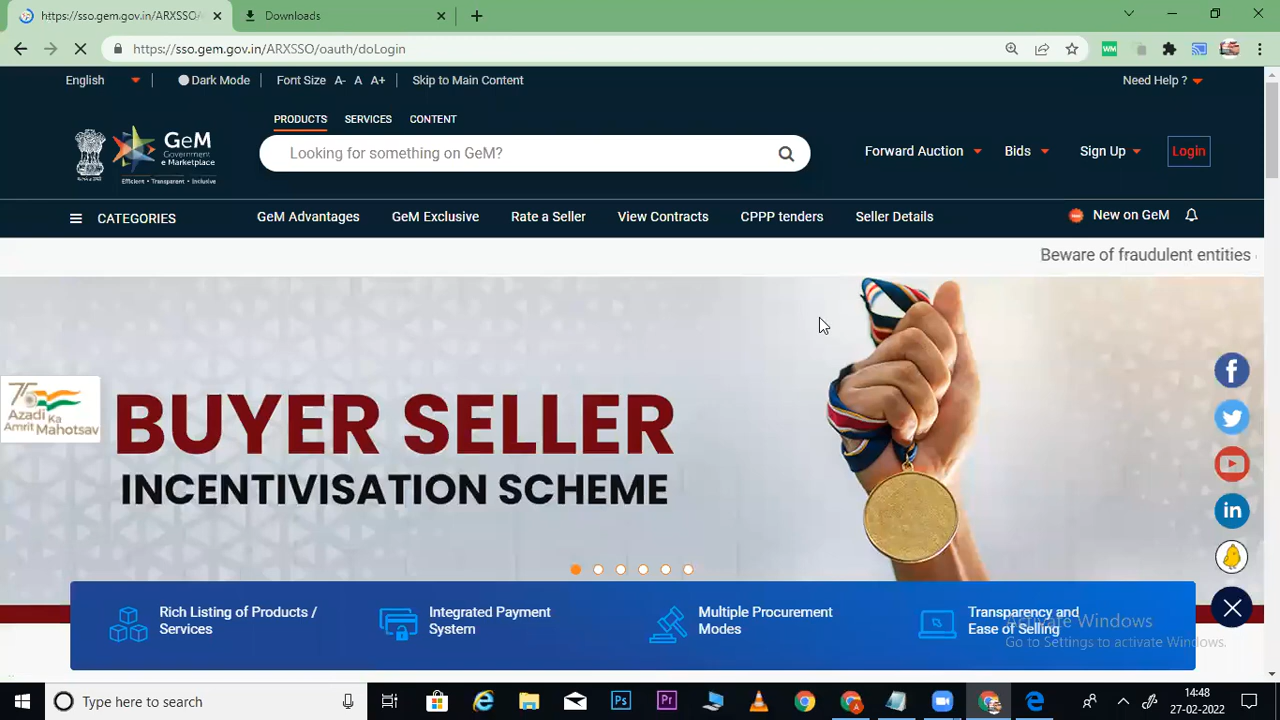 https://sso.gem.gov.in/ARXSSO/
Downloads
https://sso.gem.gov.in/ARXSSO/oauth/doLogin
English
Dark Mode
Font Size A- A A+
Skip to Main Content
Need Help ?
PRODUCTS SERVICES CONTENT
GeM
Government
e Marketplace
Efficient • Transparent • Inclusive
Looking for something on GeM?
Forward Auction
Bids
Sign Up
Login
CATEGORIES
GeM Advantages
GeM Exclusive
Rate a Seller
View Contracts
CPPP tenders
Seller Details
New on GeM
Beware of fraudulent entities
75
Azadi Ka
Amrit Mahotsav
BUYER SELLER
INCENTIVISATION SCHEME
Rich Listing of Products /
Services
Integrated Payment
System
Multiple Procurement
Modes
Transparency and
Ease of Selling
Activate Windows
Go to Settings to activate Windows.
Type here to search
14:48
27-02-2022